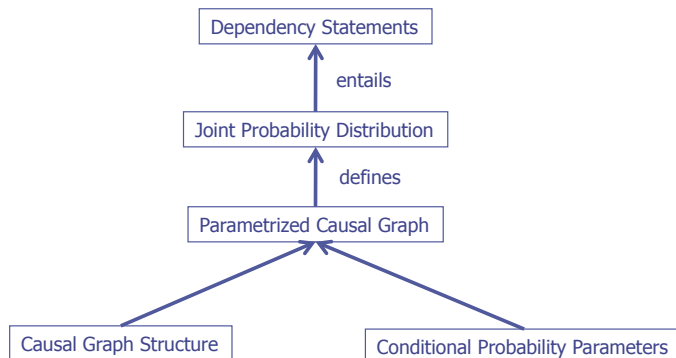 Dependency Statements
entails
Joint Probability Distribution
defines
Parametrized Causal Graph
Causal Graph Structure
Conditional Probability Parameters